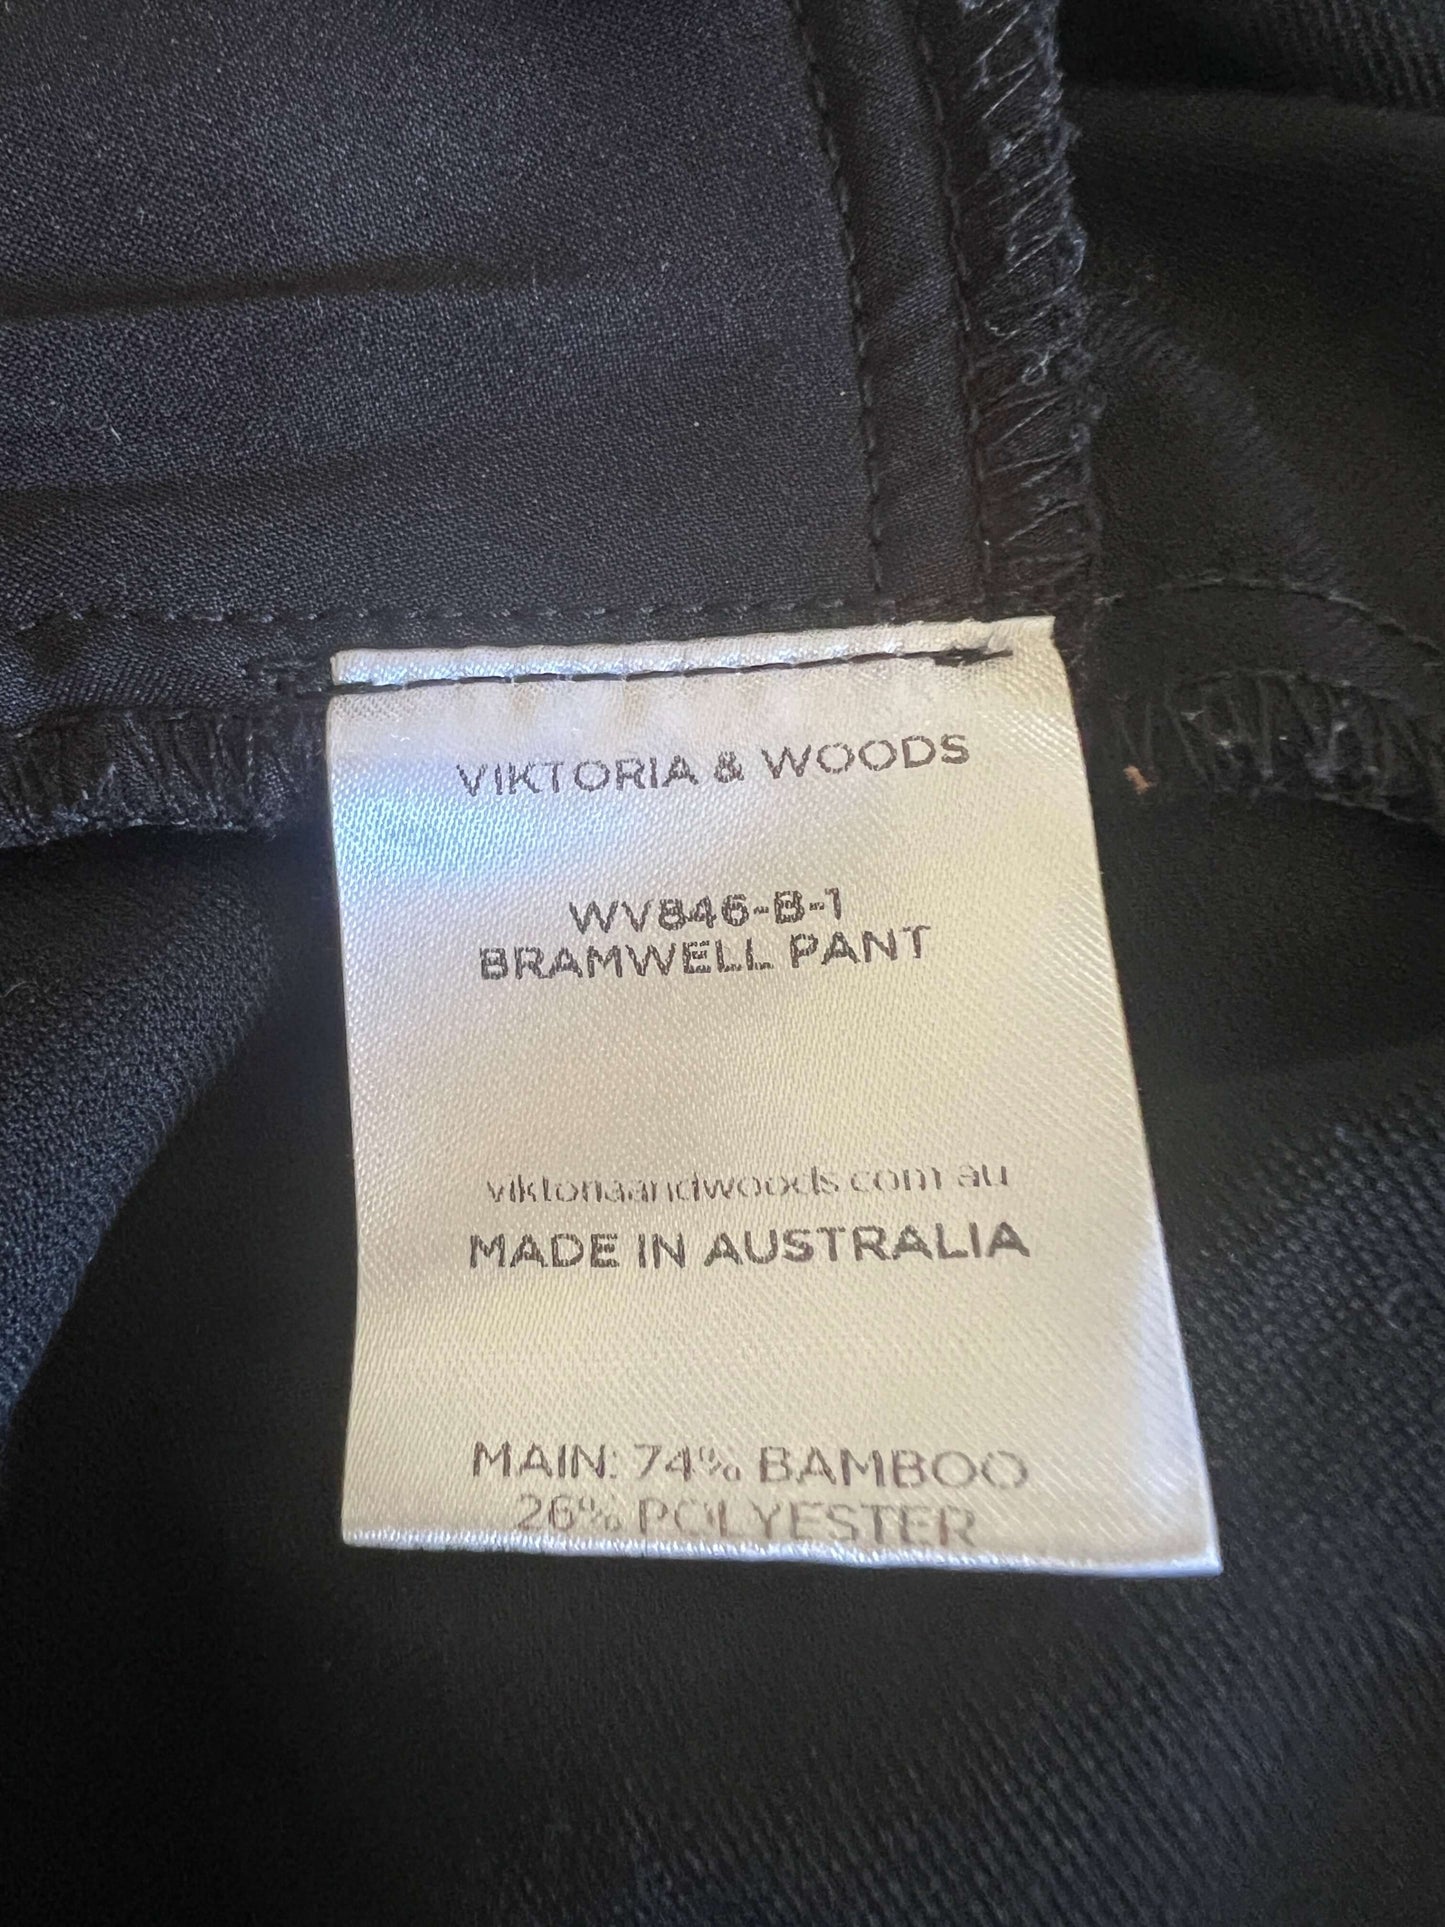 VIKTORIA & WOODS
WV846-B-1
BRAMWELL PANT
viktoriaandwoods.com.au
MADE IN AUSTRALIA
MAIN: 74% BAMBOO
26% POLYESTER